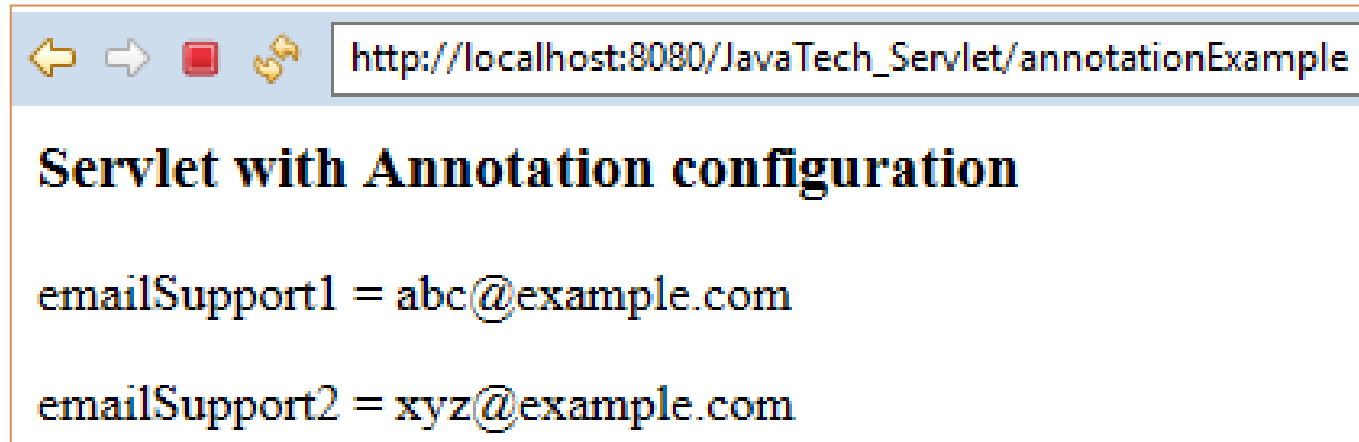 http://localhost:8080/JavaTech_Servlet/annotationExample
Servlet with Annotation configuration
emailSupport1 = abc@example.com
emailSupport2 = xyz@example.com